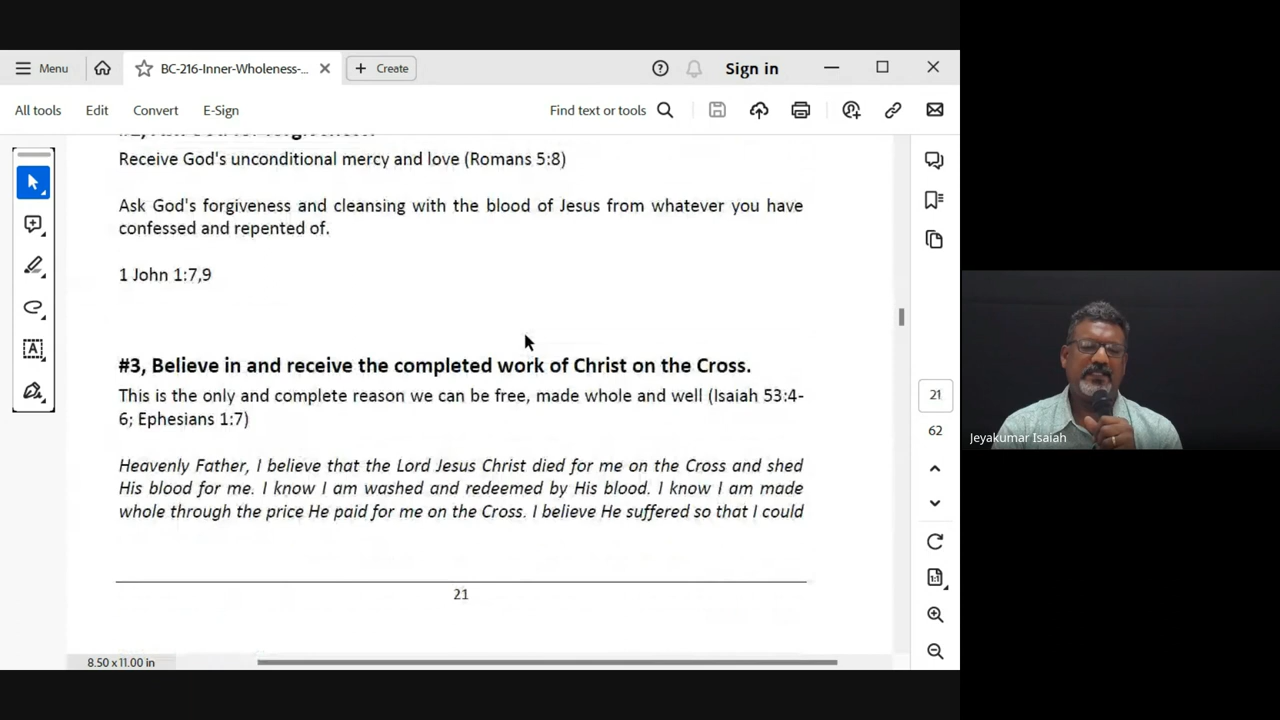 Menu
BC-216-Inner-Wholeness-...
Create
Sign in
All tools
Edit
Convert
E-Sign
Find text or tools
#2, Ask God for forgiveness.
Receive God's unconditional mercy and love (Romans 5:8)
Ask God's forgiveness and cleansing with the blood of Jesus from whatever you have
confessed and repented of.
1 John 1:7,9
#3, Believe in and receive the completed work of Christ on the Cross.
This is the only and complete reason we can be free, made whole and well (Isaiah 53:4-
6; Ephesians 1:7)
Heavenly Father, I believe that the Lord Jesus Christ died for me on the Cross and shed
His blood for me. I know I am washed and redeemed by His blood. I know I am made
whole through the price He paid for me on the Cross. I believe He suffered so that I could
21
8.50 x 11.00 in
21
62
1:1
Jeyakumar Isaiah